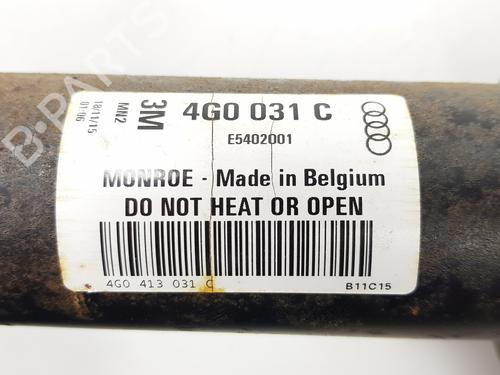 18/11/15
01:06
MN2
3M
4G0 031 C
E5402001
MONROE - Made in Belgium
DO NOT HEAT OR OPEN
4G0 413 031 C
B11C15
B-PARTS